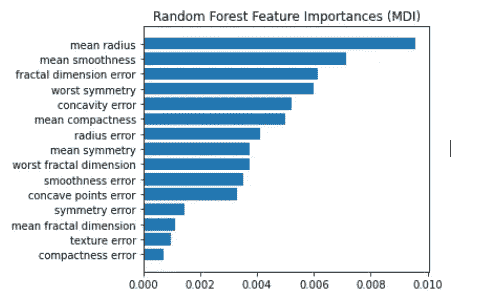 Random Forest Feature Importances (MDI)
mean radius
mean smoothness
fractal dimension error
worst symmetry
concavity error
mean compactness
radius error
mean symmetry
worst fractal dimension
smoothness error
concave points error
symmetry error
mean fractal dimension
texture error
compactness error
0.000 0.002 0.004 0.006 0.008 0.010